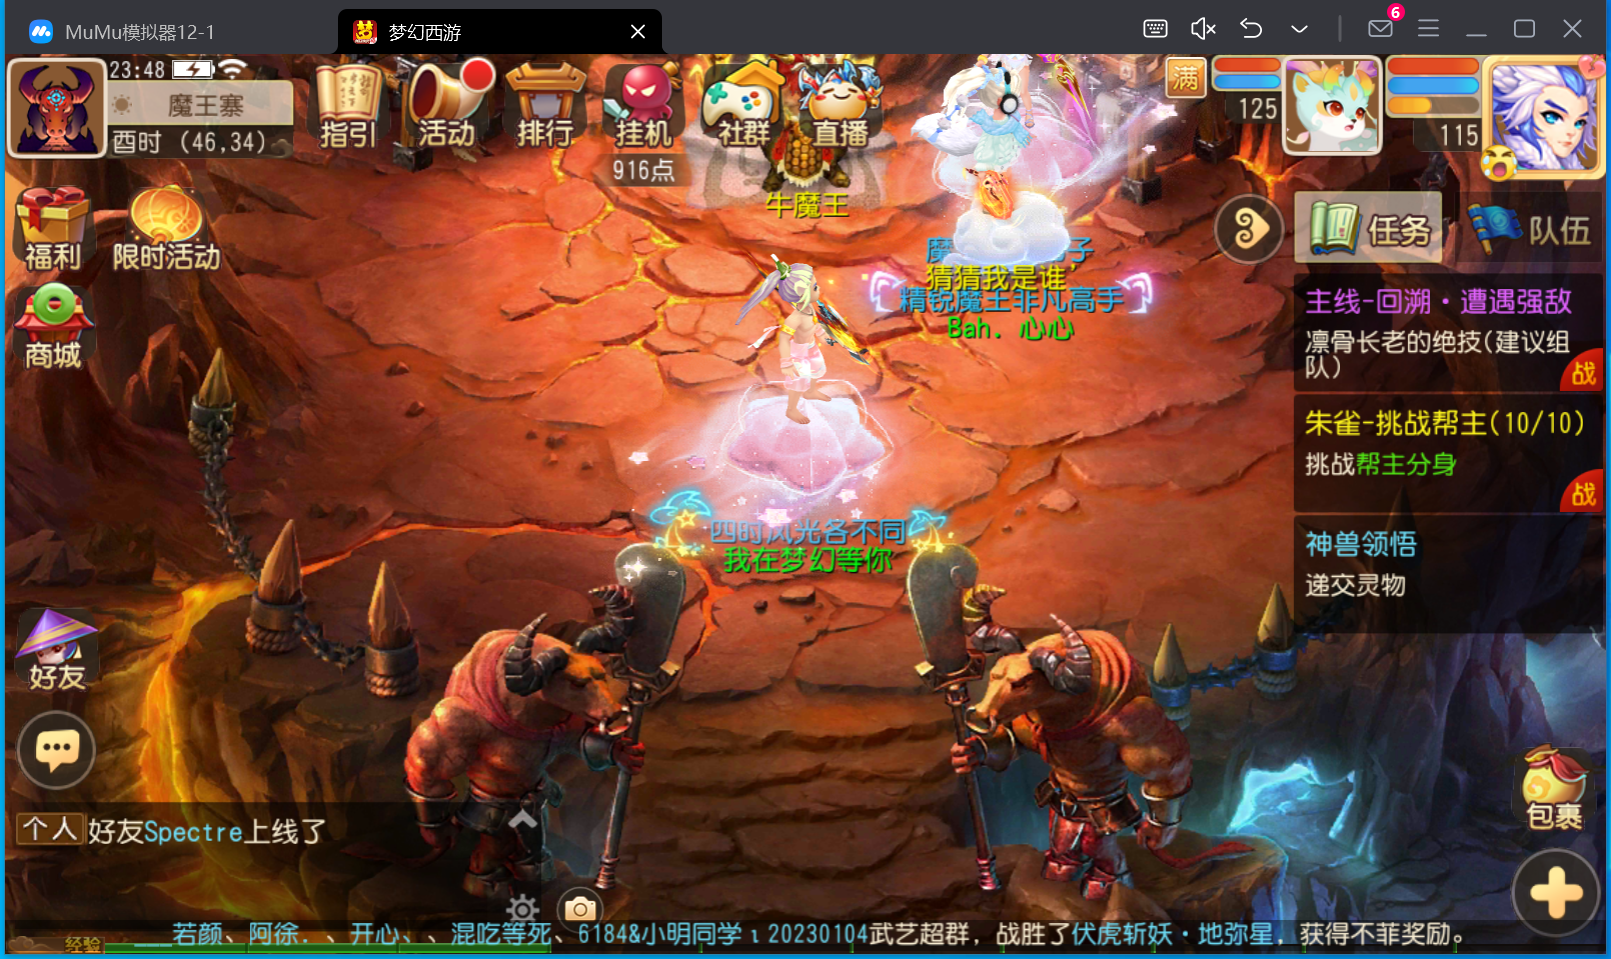 MuMu模拟器12-1
梦幻西游
6
23:48
魔王寨
酉时 (46,34)
指引
活动
排行
挂机
社群
直播
916点
满
125
115
牛魔王
福利
限时活动
商城
任务
队伍
猜猜我是谁
精锐魔王非凡高手
Bah. 心心
主线-回溯·遭遇强敌
凛骨长老的绝技(建议组
队)
战
朱雀-挑战帮主(10/10)
挑战帮主分身
战
神兽领悟
递交灵物
四时风光各不同
我在梦幻等你
好友
个人 好友Spectre上线了
包裹
___若颜、阿徐.、开心、、混吃等死、6184&小明同学ι20230104武艺超群，战胜了伏虎斩妖·地弥星，获得不菲奖励。
经验